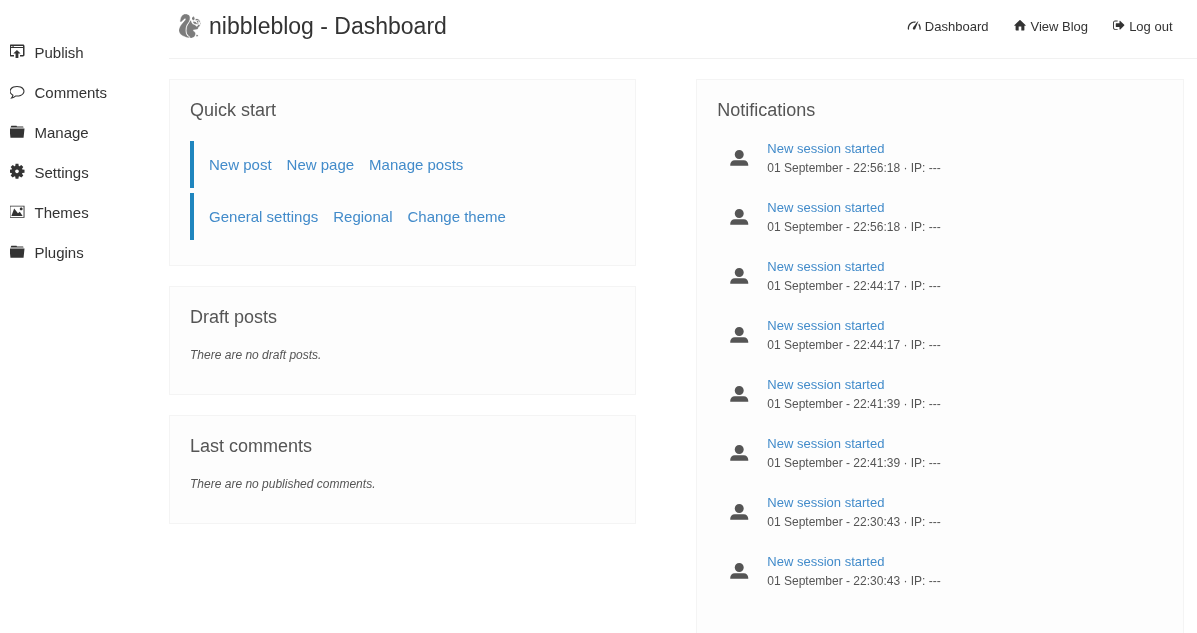 nibbleblog - Dashboard
Dashboard
View Blog
Log out
Publish
Comments
Manage
Settings
Themes
Plugins
Quick start
New post New page Manage posts
General settings Regional Change theme
Draft posts
There are no draft posts.
Last comments
There are no published comments.
Notifications
New session started
01 September - 22:56:18 · IP: ---
New session started
01 September - 22:56:18 · IP: ---
New session started
01 September - 22:44:17 · IP: ---
New session started
01 September - 22:44:17 · IP: ---
New session started
01 September - 22:41:39 · IP: ---
New session started
01 September - 22:41:39 · IP: ---
New session started
01 September - 22:30:43 · IP: ---
New session started
01 September - 22:30:43 · IP: ---